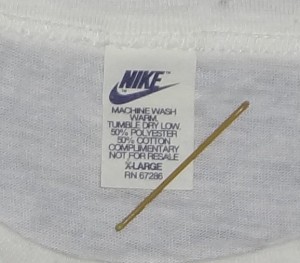 NIKE
MACHINE WASH
WARM
TUMBLE DRY LOW
50% POLYESTER
50% COTTON
COMPLIMENTARY
NOT FOR RESALE
X-LARGE
RN 67286